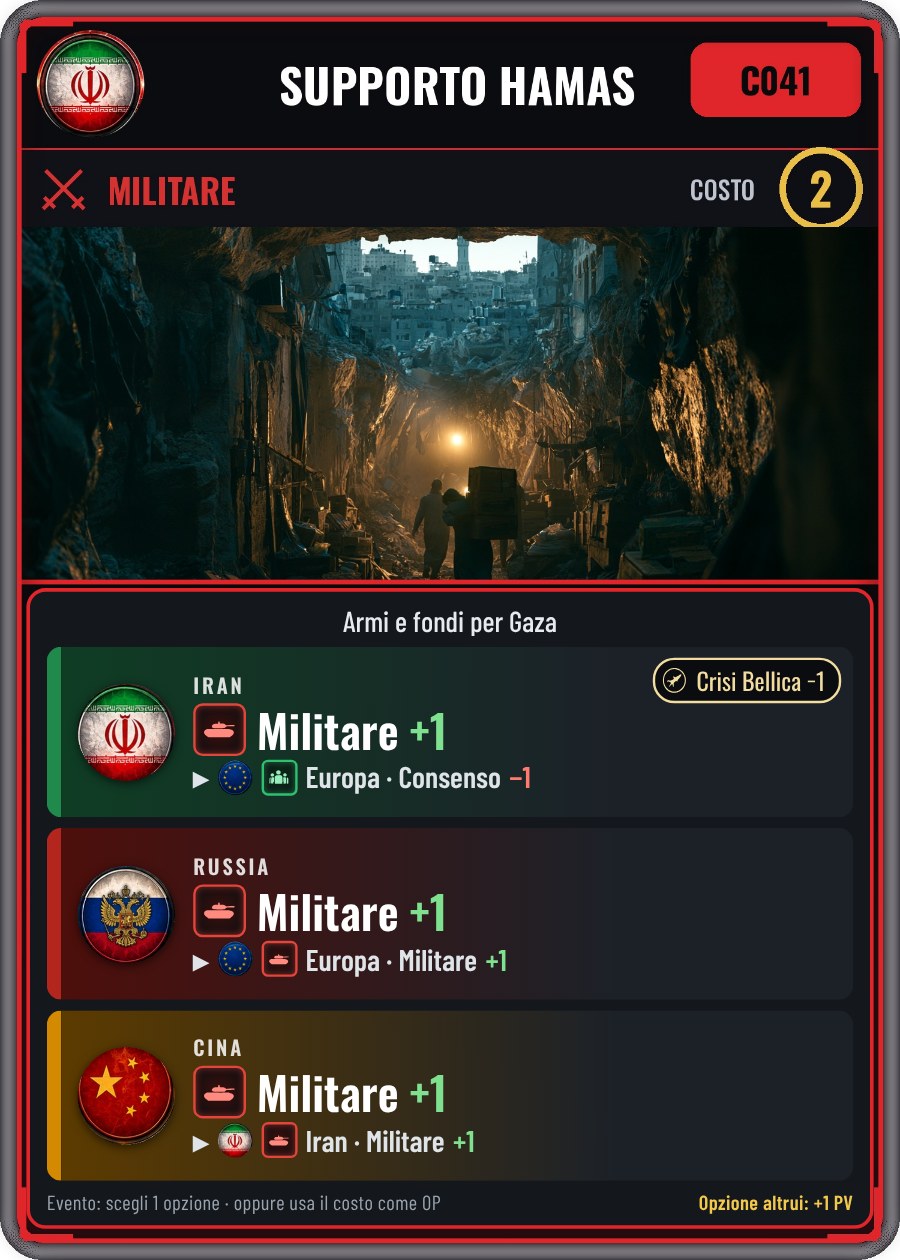 SUPPORTO HAMAS
C041
MILITARE
COSTO
2
Armi e fondi per Gaza
IRAN
Crisi Bellica −1
Militare +1
▶ Europa · Consenso −1
RUSSIA
Militare +1
▶ Europa · Militare +1
CINA
Militare +1
▶ Iran · Militare +1
Evento: scegli 1 opzione · oppure usa il costo come OP
Opzione altrui: +1 PV